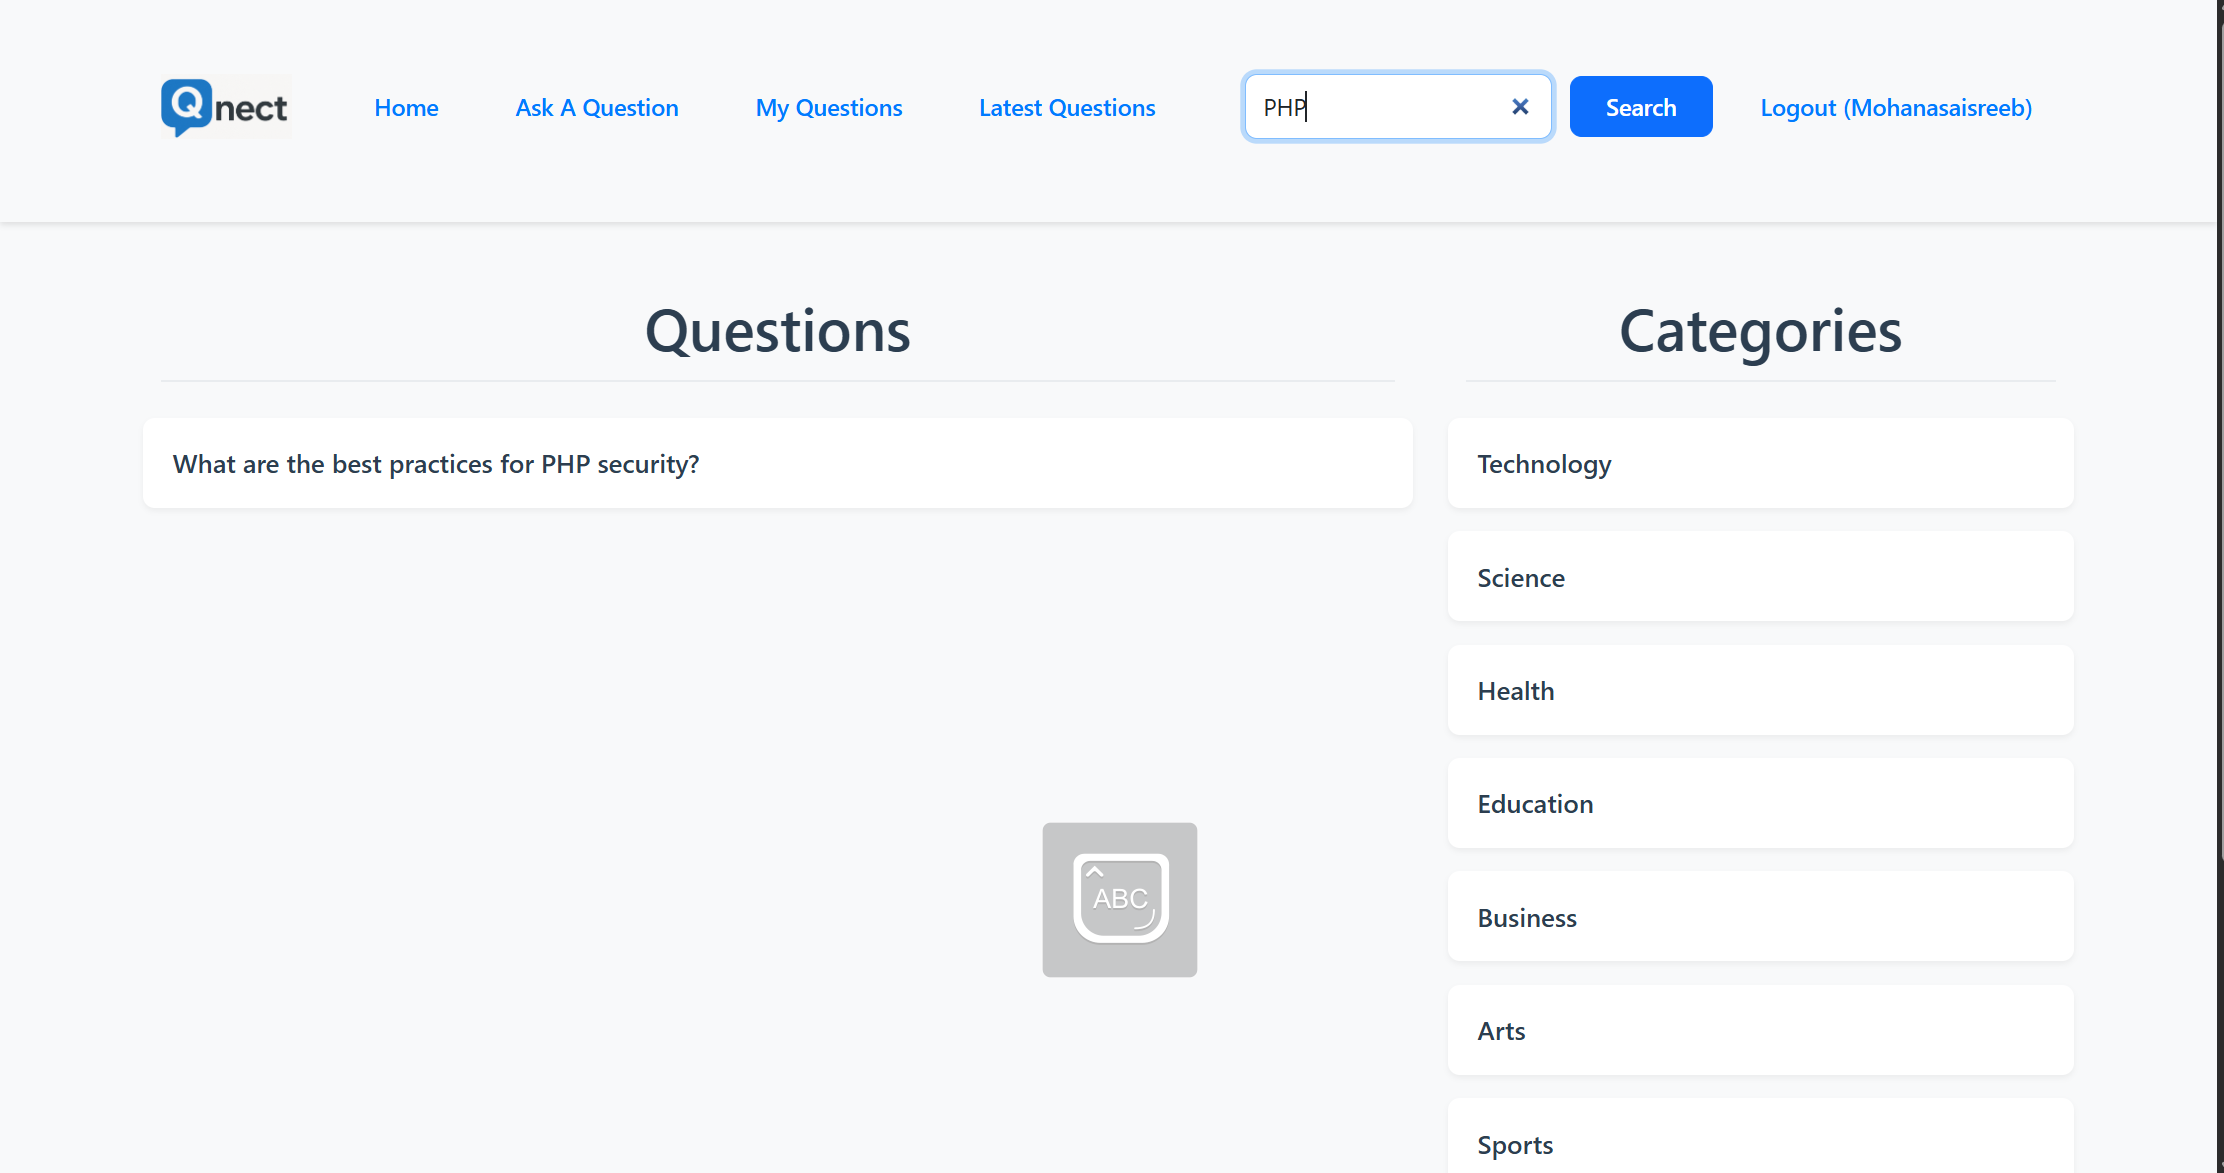 Qnect
Home
Ask A Question
My Questions
Latest Questions
PHP
Search
Logout (Mohanasaisreeb)
Questions
What are the best practices for PHP security?
ABC
Categories
Technology
Science
Health
Education
Business
Arts
Sports